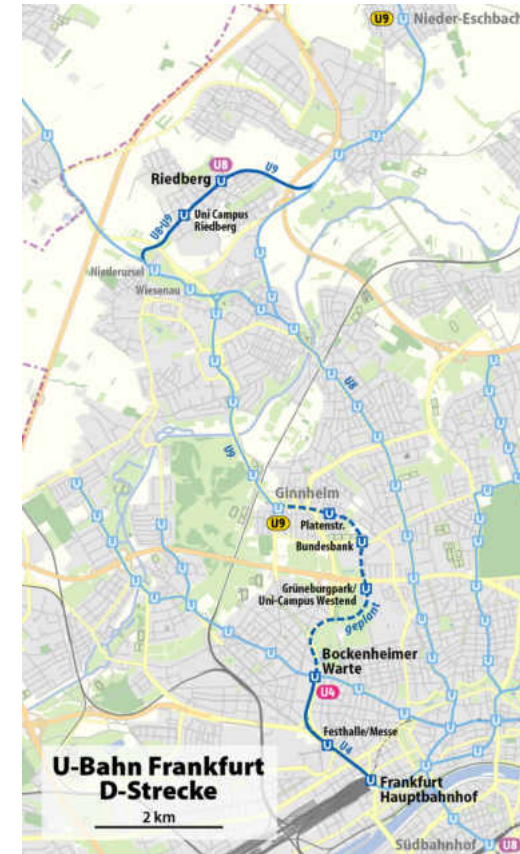 U9 Nieder-Eschbach
U8
Riedberg
U9
Uni Campus
Riedberg
U8+U9
Niederursel
Wiesenau
U8
U9
Ginnheim
U9
Platenstr.
Bundesbank
Grüneburgpark/
Uni-Campus Westend
geplant
Bockenheimer
Warte
U4
Festhalle/Messe
U4
U-Bahn Frankfurt
D-Strecke
2 km
Frankfurt
Hauptbahnhof
Südbahnhof U8